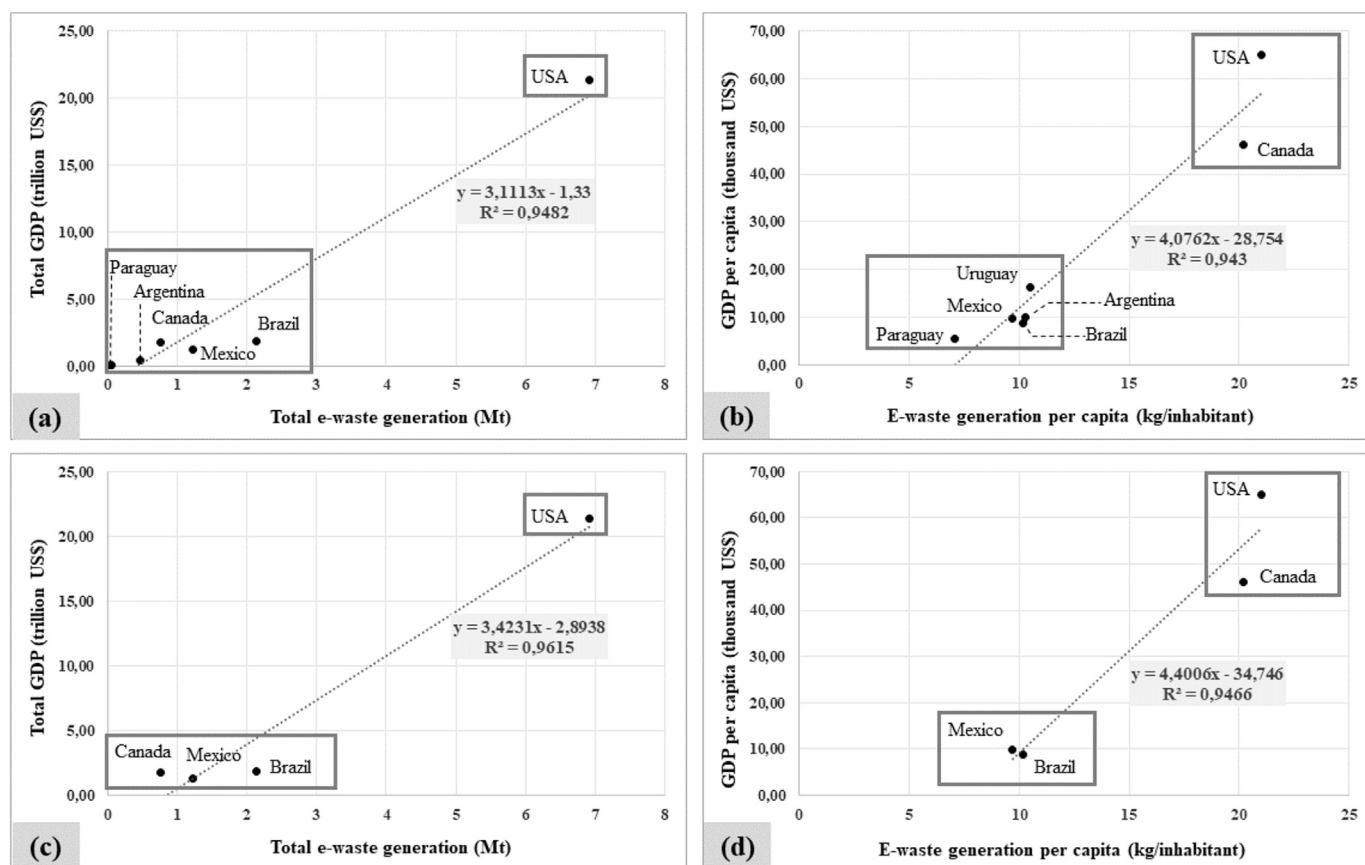 25,00
20,00
15,00
10,00
5,00
0,00
Total GDP (trillion US$)
USA
y = 3,1113x - 1,33
R² = 0,9482
Paraguay
Argentina
Canada
Brazil
Mexico
0 1 2 3 4 5 6 7 8
Total e-waste generation (Mt)
(a)
70,00
60,00
50,00
40,00
30,00
20,00
10,00
0,00
GDP per capita (thousand US$)
USA
Canada
y = 4,0762x - 28,754
R² = 0,943
Uruguay
Mexico
Argentina
Paraguay
Brazil
0 5 10 15 20 25
E-waste generation per capita (kg/inhabitant)
(b)
25,00
20,00
15,00
10,00
5,00
0,00
Total GDP (trillion US$)
USA
y = 3,4231x - 2,8938
R² = 0,9615
Canada
Mexico
Brazil
0 1 2 3 4 5 6 7 8
Total e-waste generation (Mt)
(c)
70,00
60,00
50,00
40,00
30,00
20,00
10,00
0,00
GDP per capita (thousand US$)
USA
Canada
y = 4,4006x - 34,746
R² = 0,9466
Mexico
Brazil
0 5 10 15 20 25
E-waste generation per capita (kg/inhabitant)
(d)